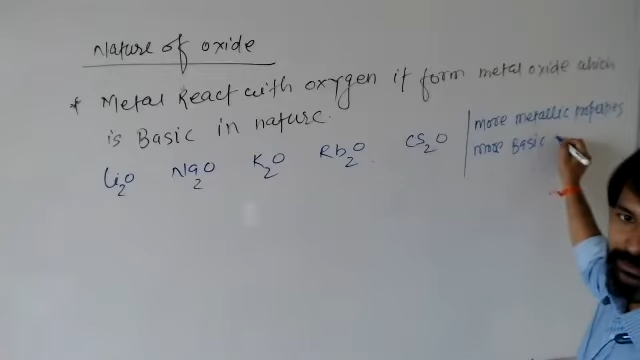 Nature of oxide
* Metal React with oxygen it form metal oxide which
is Basic in nature.
Li2O Na2O K2O Rb2O Cs2O
more metallic properties
more Basic